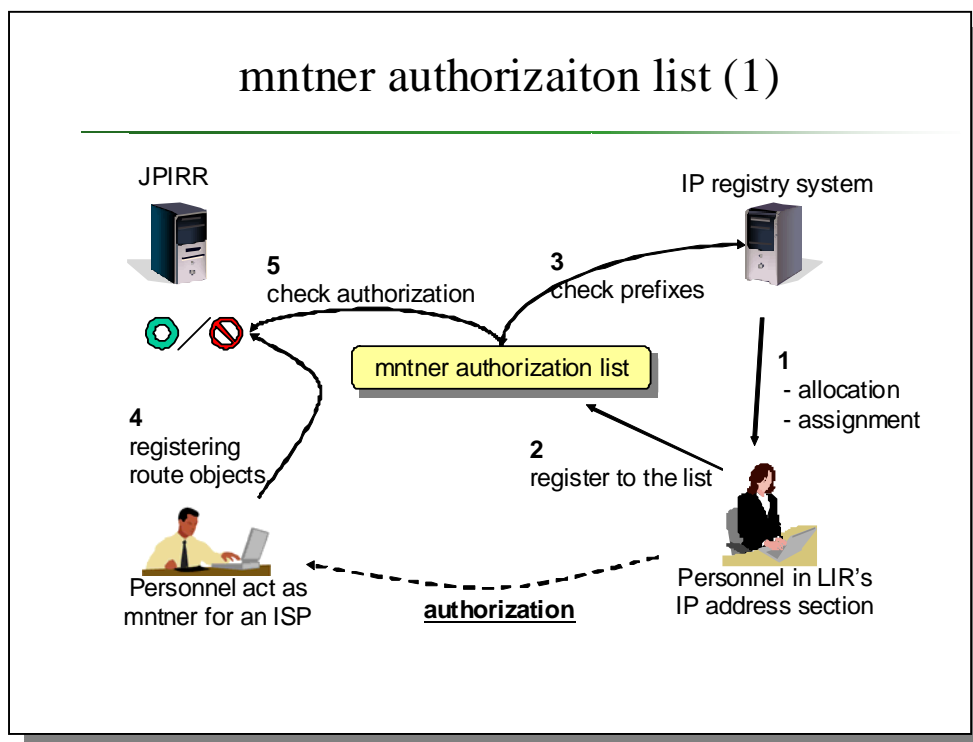 mntner authorizaiton list (1)
JPIRR
IP registry system
5
check authorization
3
check prefixes
mntner authorization list
1
- allocation
- assignment
4
registering
route objects
2
register to the list
Personnel act as
mntner for an ISP
authorization
Personnel in LIR's
IP address section